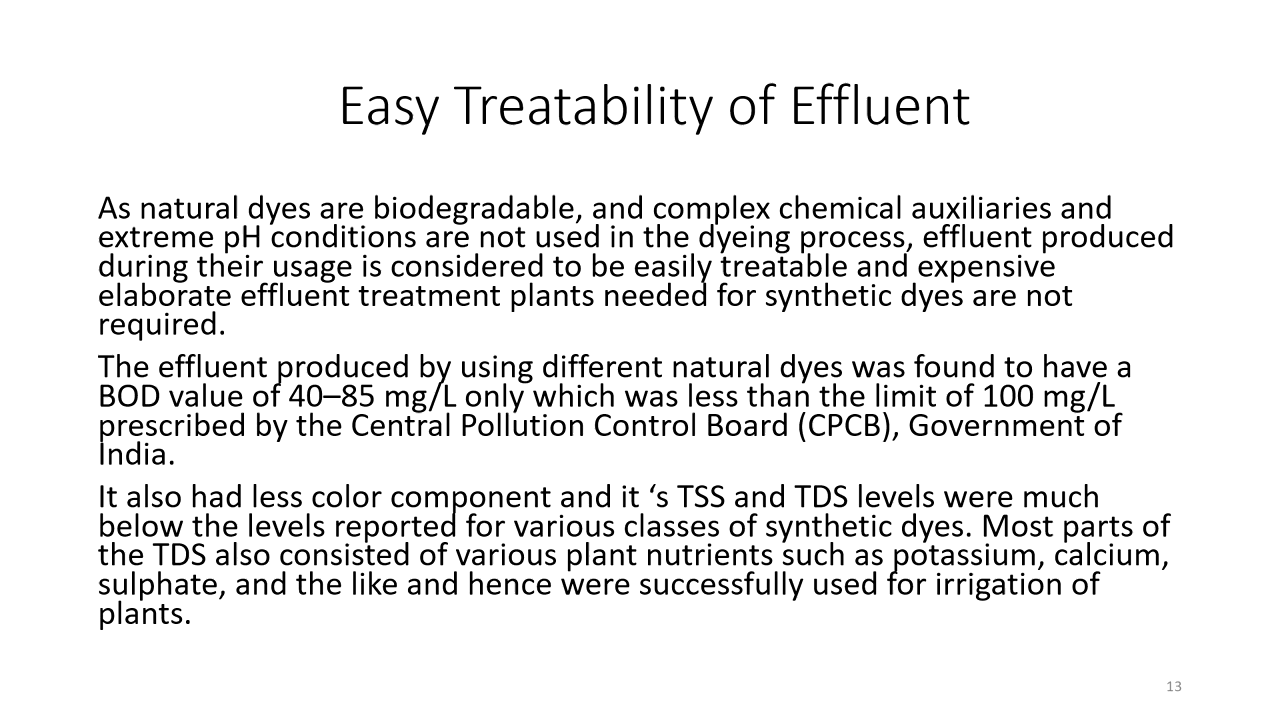 Easy Treatability of Effluent
As natural dyes are biodegradable, and complex chemical auxiliaries and
extreme pH conditions are not used in the dyeing process, effluent produced
during their usage is considered to be easily treatable and expensive
elaborate effluent treatment plants needed for synthetic dyes are not
required.
The effluent produced by using different natural dyes was found to have a
BOD value of 40–85 mg/L only which was less than the limit of 100 mg/L
prescribed by the Central Pollution Control Board (CPCB), Government of
India.
It also had less color component and it ‘s TSS and TDS levels were much
below the levels reported for various classes of synthetic dyes. Most parts of
the TDS also consisted of various plant nutrients such as potassium, calcium,
sulphate, and the like and hence were successfully used for irrigation of
plants.
13